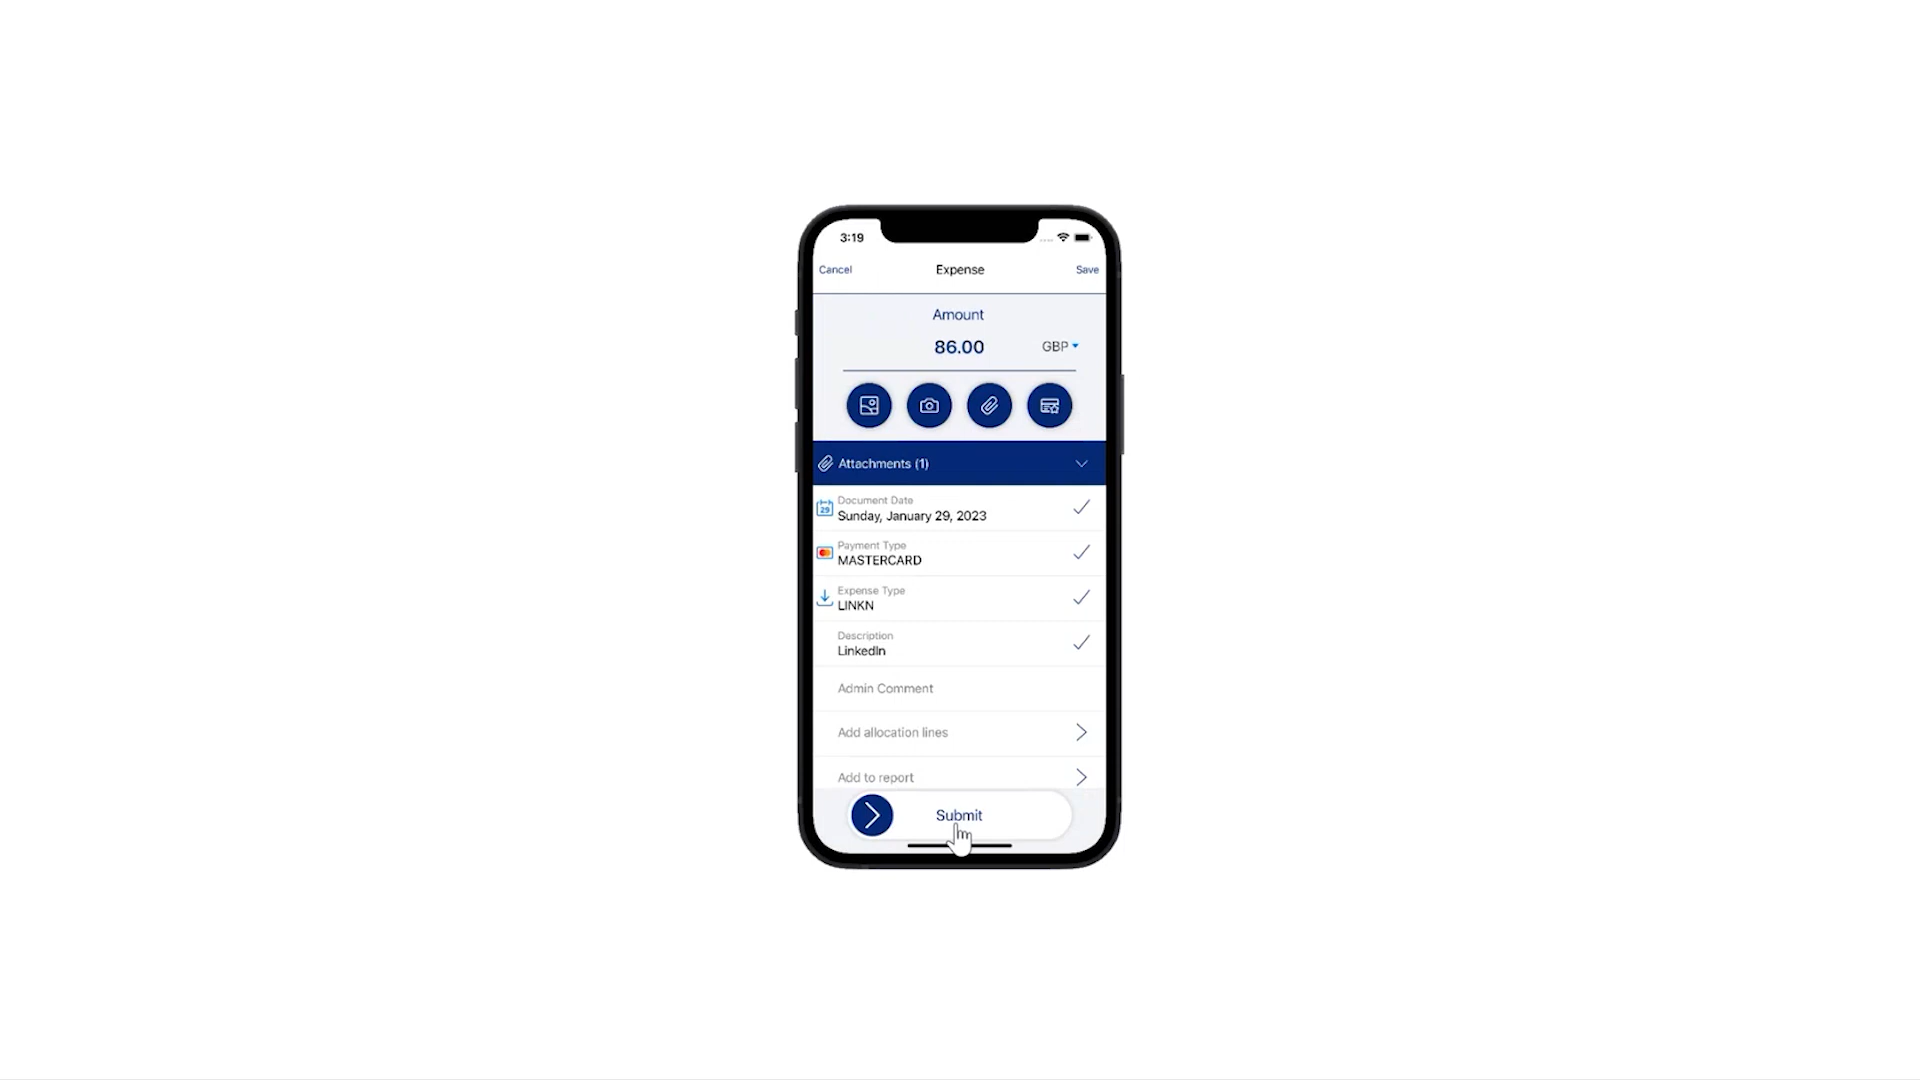 3:19
Cancel Expense Save
Amount
86.00 GBP
Attachments (1)
29
Document Date
Sunday, January 29, 2023
Payment Type
MASTERCARD
Expense Type
LINKN
Description
LinkedIn
Admin Comment
Add allocation lines
Add to report
Submit